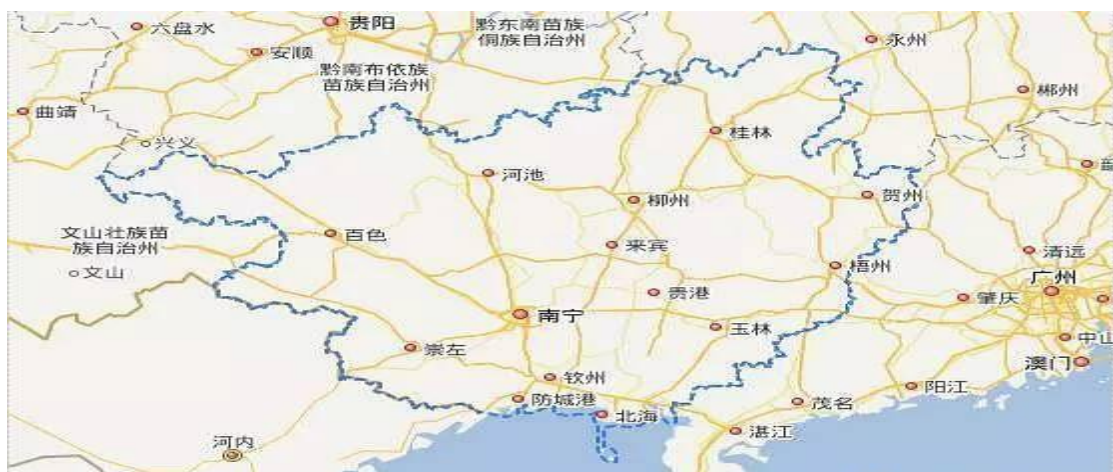 六盘水
贵阳
安顺
黔东南苗族
侗族自治州
永州
黔南布依族
苗族自治州
郴州
曲靖
兴义
桂林
河池
柳州
贺州
文山壮族苗
族自治州
百色
来宾
清远
文山
梧州
广州
贵港
肇庆
南宁
玉林
中山
崇左
澳门
钦州
阳江
防城港
北海
茂名
湛江
河内